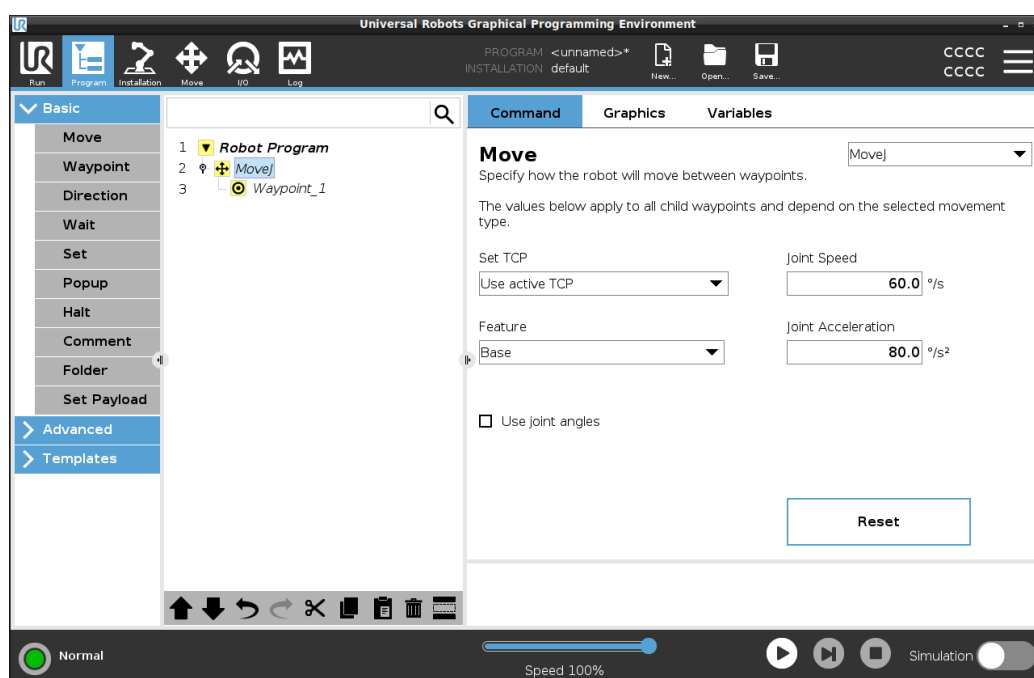 Universal Robots Graphical Programming Environment
UR
Run
Program
Installation
Move
I/O
Log
PROGRAM <unnamed>*
INSTALLATION default
New...
Open...
Save...
CCCC
CCCC
Basic
Move
Waypoint
Direction
Wait
Set
Popup
Halt
Comment
Folder
Set Payload
Advanced
Templates
1 Robot Program
2 MoveJ
3 Waypoint_1
Command Graphics Variables
Move
MoveJ
Specify how the robot will move between waypoints.
The values below apply to all child waypoints and depend on the selected movement
type.
Set TCP
Use active TCP
Joint Speed
60.0 °/s
Feature
Base
Joint Acceleration
80.0 °/s²
Use joint angles
Reset
Normal
Speed 100%
Simulation